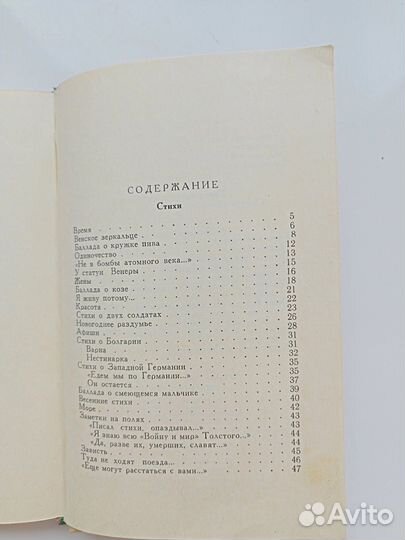 СОДЕРЖАНИЕ
Стихи
Время 5
Венское зеркальце 6
Баллада о кружке пива 8
Одиночество 12
«Не в бомбы атомного века...» 13
У статуи Венеры 15
Жены 16
Баллада о козе 18
Я живу потому... 21
Красота 22
Стихи о двух солдатах 23
Новогоднее раздумье 26
Афиши 28
Стихи о Болгарии 31
Варна 31
Нестинарка 32
Стихи о Западной Германии 35
«Едем мы по Германии...» 35
Он остается 37
Баллада о смеющемся мальчике 39
Весенние стихи 40
Море 42
Заметки на полях 43
«Писал стихи, опаздывал...» 43
«Я знаю всю «Войну и мир» Толстого...» 44
«Да, разве их, умерших, славят...» 44
Зависть 45
Туда не ходят поезда... 46
«Еще могут расстаться с вами...» 47
Avito